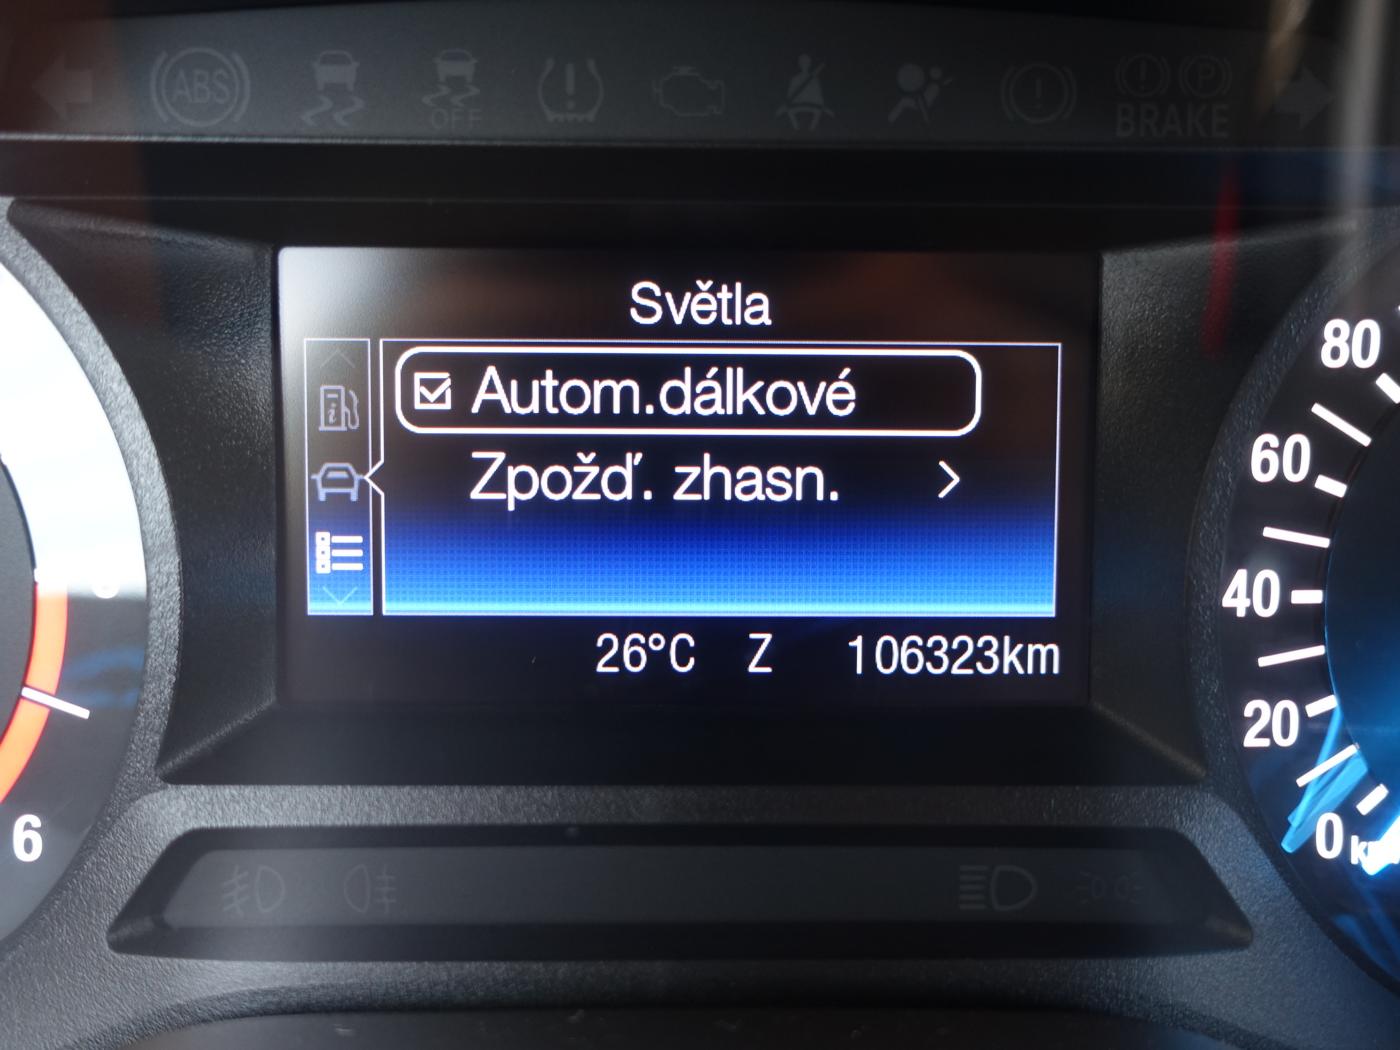 ABS
OFF
BRAKE
Světla
Autom.dálkové
Zpožď. zhasn.
26°C Z 106323km
80
60
40
20
0
6